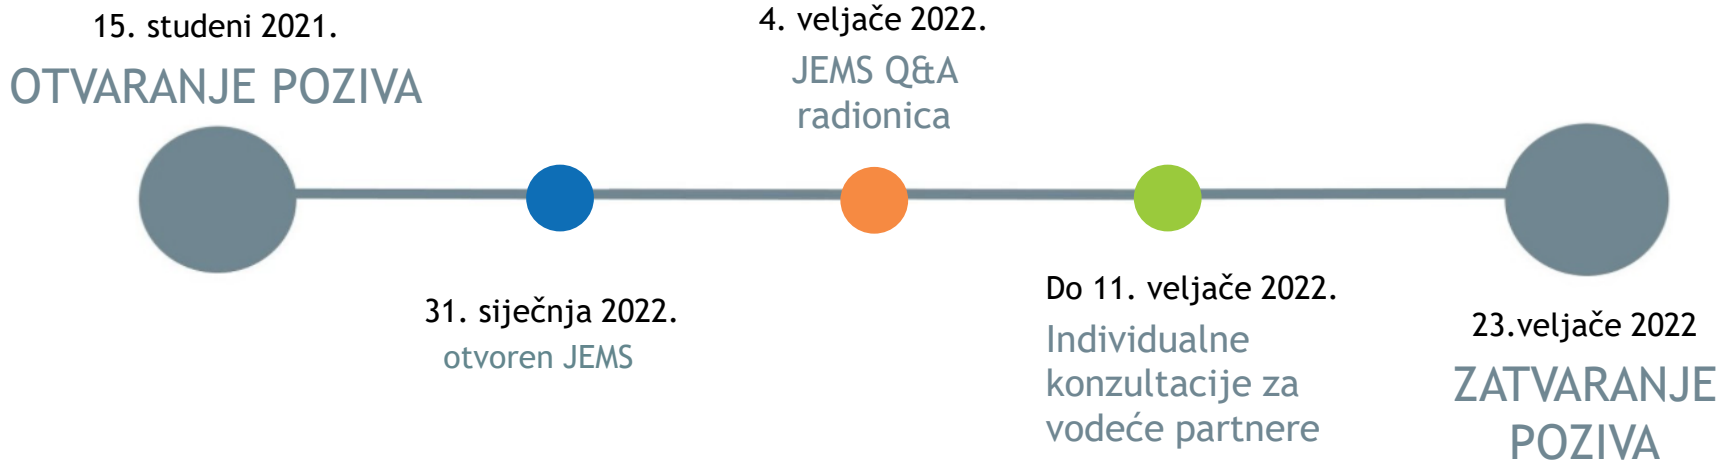 15. studeni 2021.
OTVARANJE POZIVA
31. siječnja 2022.
otvoren JEMS
4. veljače 2022.
JEMS Q&A
radionica
Do 11. veljače 2022.
Individualne
konzultacije za
vodeće partnere
23.veljače 2022
ZATVARANJE
POZIVA